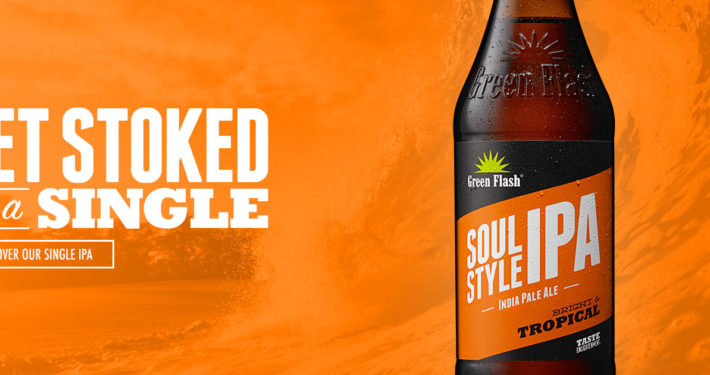 ET STOKED
a SINGLE
OVER OUR SINGLE IPA
Green Flash
Green Flash®
SOUL
STYLE IPA
INDIA PALE ALE
BRIGHT &
TROPICAL
TASTE
ENLIGHTENMENT